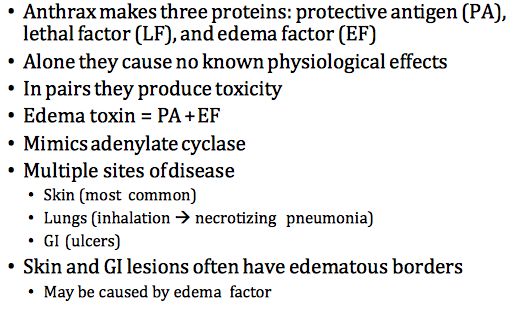 • Anthrax makes three proteins: protective antigen (PA),
lethal factor (LF), and edema factor (EF)
• Alone they cause no known physiological effects
• In pairs they produce toxicity
• Edema toxin = PA + EF
• Mimics adenylate cyclase
• Multiple sites of disease
• Skin (most common)
• Lungs (inhalation → necrotizing pneumonia)
• GI (ulcers)
• Skin and GI lesions often have edematous borders
• May be caused by edema factor